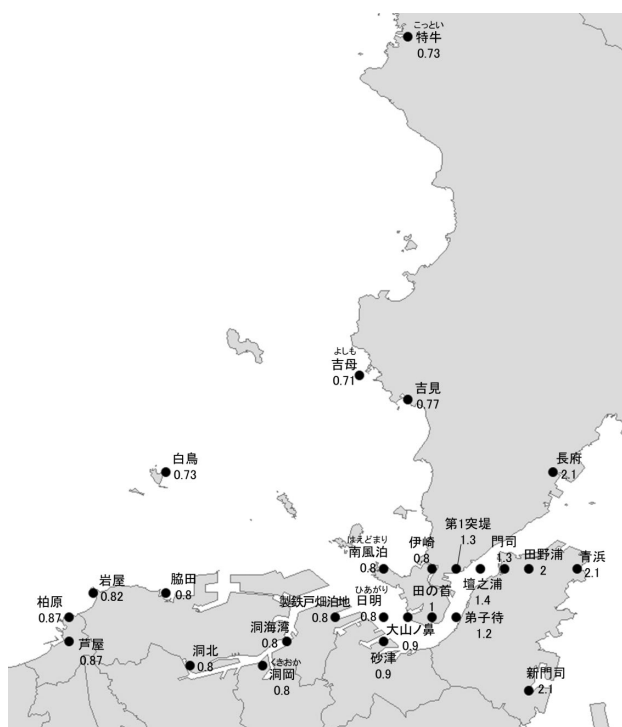 こっとい
特牛
0.73
よしも
吉母
0.71
吉見
0.77
白鳥
0.73
長府
2.1
第1突堤
1.3
門司
1.3
田野浦
2
青浜
2.1
伊崎
0.8
はえどまり
南風泊
0.8
壇之浦
1.4
岩屋
0.82
脇田
0.8
柏原
0.87
芦屋
0.87
製鉄戸畑泊地
0.8
ひあがり
日明
0.8
田の首
1
弟子待
1.2
大山ノ鼻
0.9
砂津
0.9
洞海湾
0.8
洞北
0.8
くきおか
洞岡
0.8
新門司
2.1